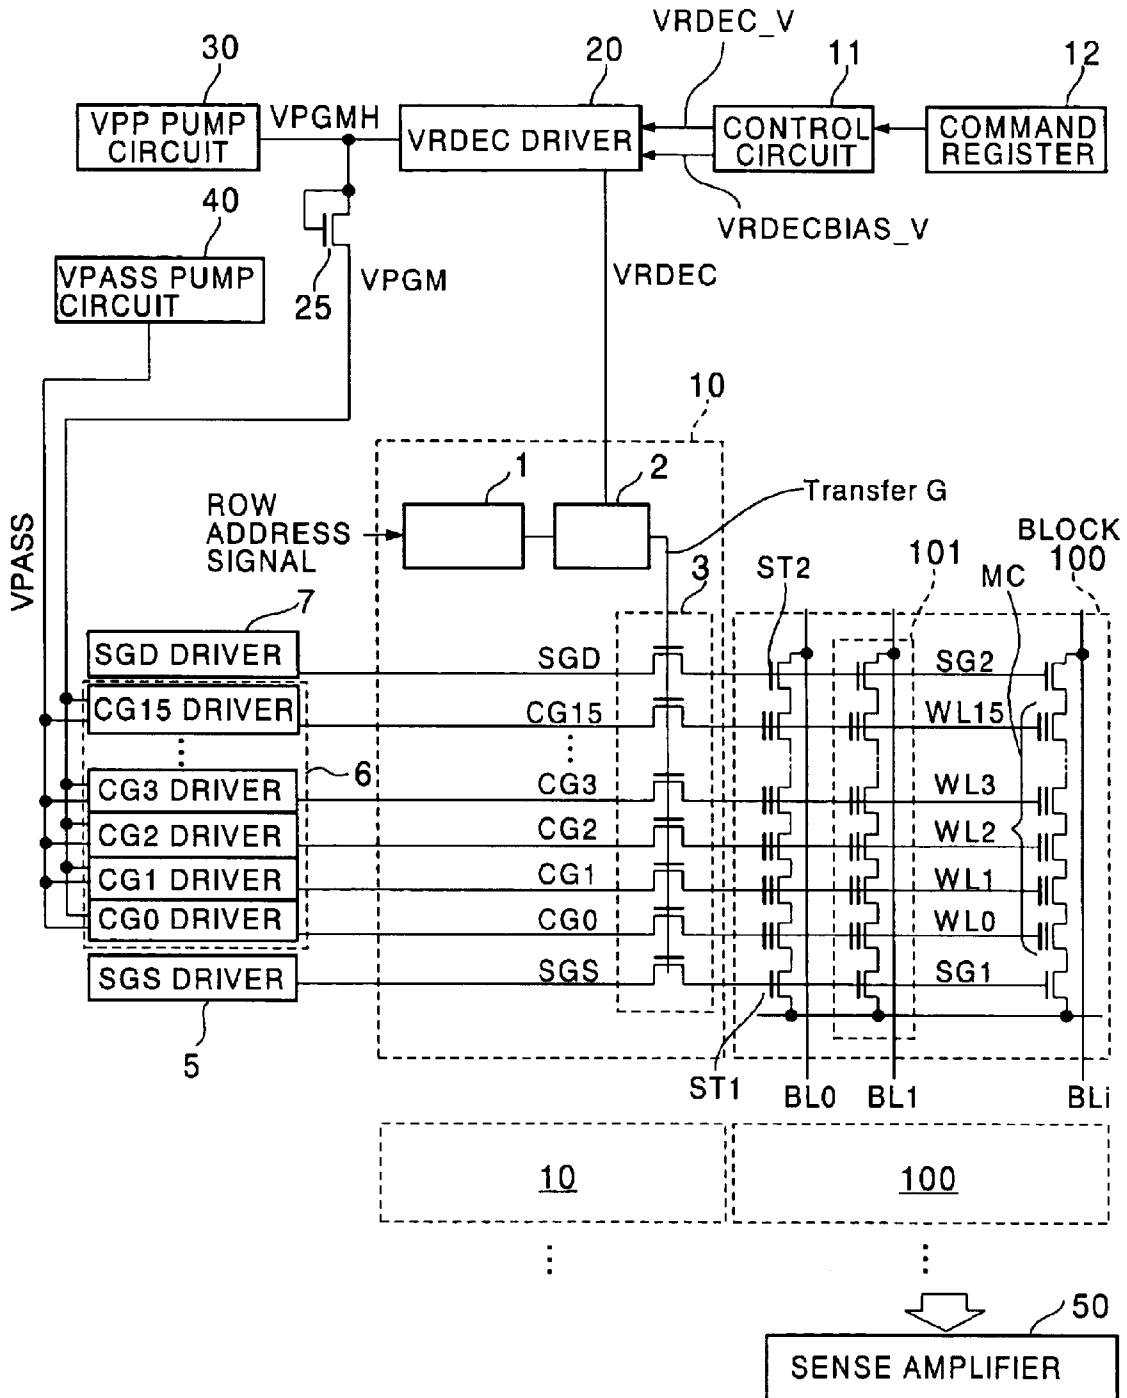 VRDEC_V
30
20
11
12
VPP PUMP
CIRCUIT
VPGMH
VRDEC DRIVER
CONTROL
CIRCUIT
COMMAND
REGISTER
40
VRDECBIAS_V
VPASS PUMP
CIRCUIT
25
VPGM
VRDEC
10
1
2
Transfer G
ROW
ADDRESS
SIGNAL
VPASS
BLOCK
100
101
MC
ST2
3
7
SGD DRIVER
SGD
SG2
CG15 DRIVER
CG15
WL15
6
CG3 DRIVER
CG3
WL3
CG2 DRIVER
CG2
WL2
CG1 DRIVER
CG1
WL1
CG0 DRIVER
CG0
WL0
SGS DRIVER
SGS
SG1
5
ST1
BL0
BL1
BLi
10
100
50
SENSE AMPLIFIER